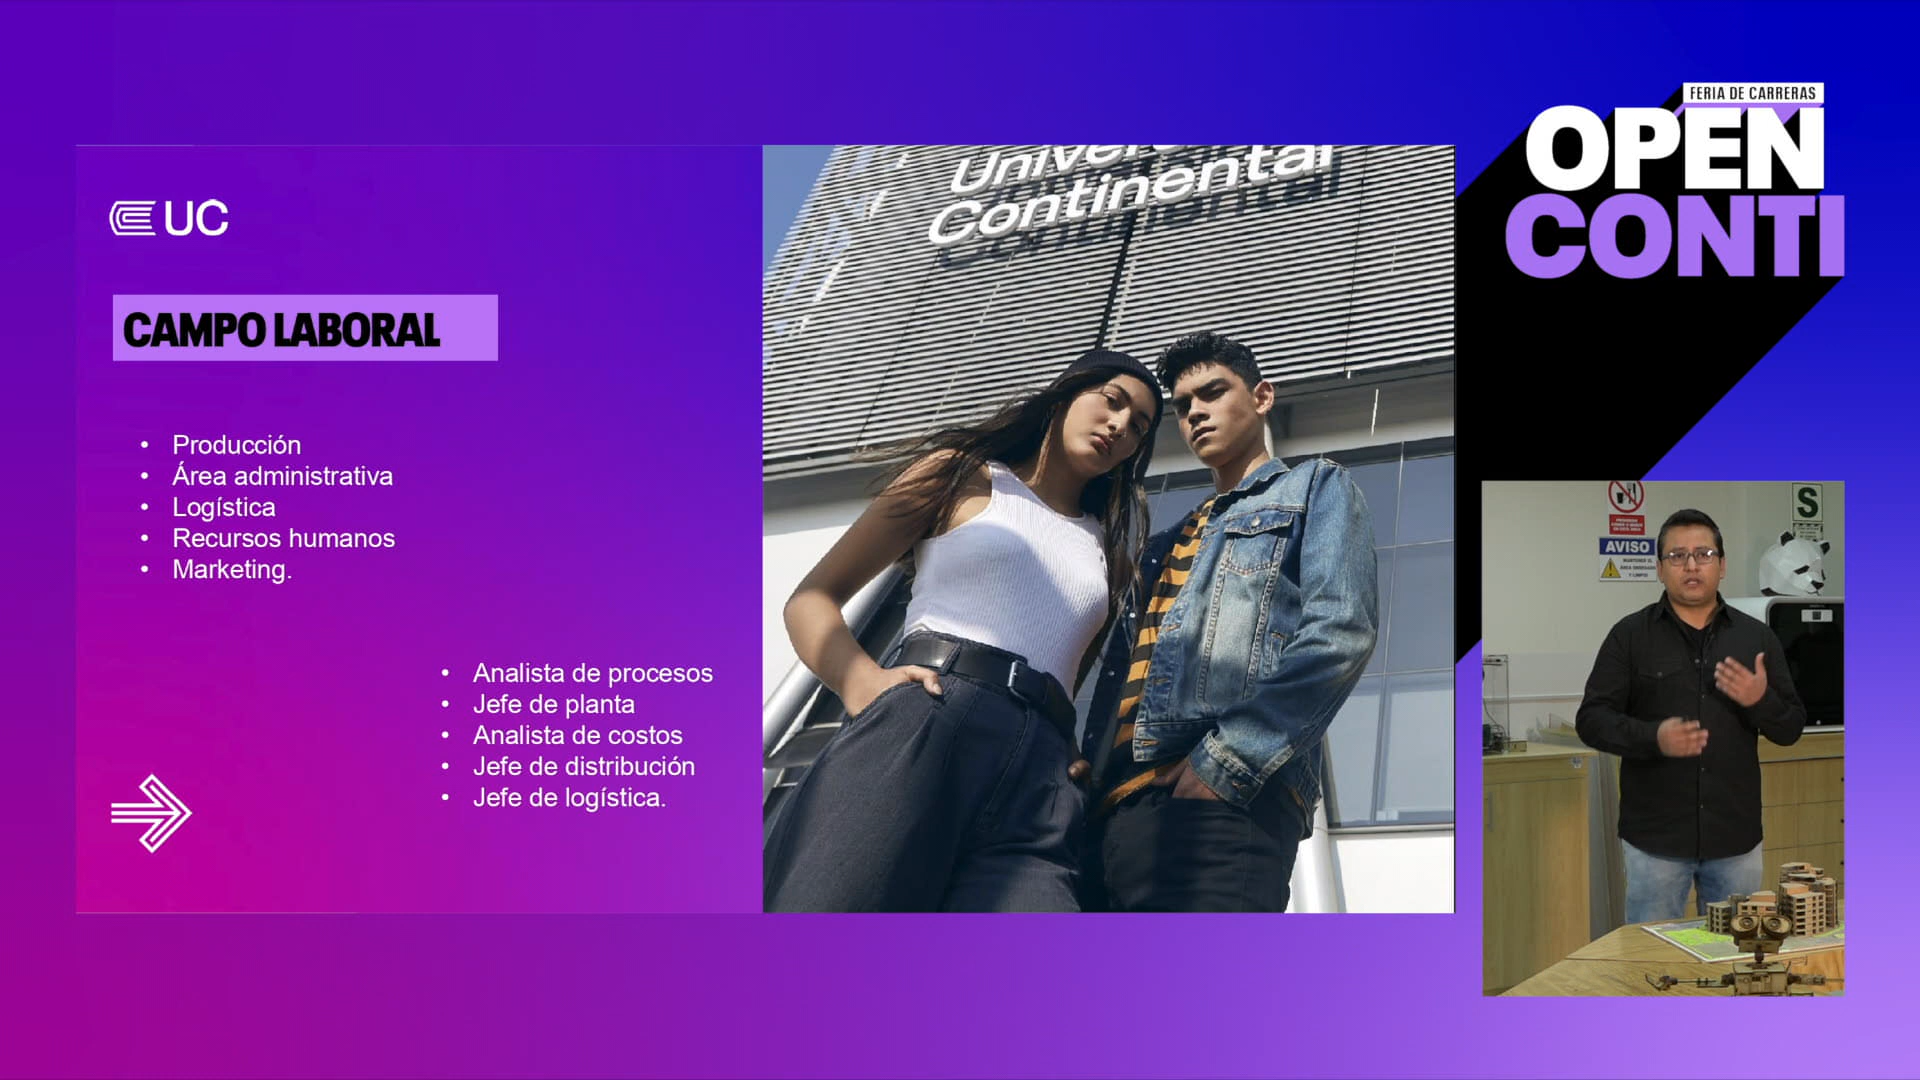 FERIA DE CARRERAS
OPEN
CONTI
UC
CAMPO LABORAL
• Producción
• Área administrativa
• Logística
• Recursos humanos
• Marketing.
• Analista de procesos
• Jefe de planta
• Analista de costos
• Jefe de distribución
• Jefe de logística.
Continental
S
AVISO